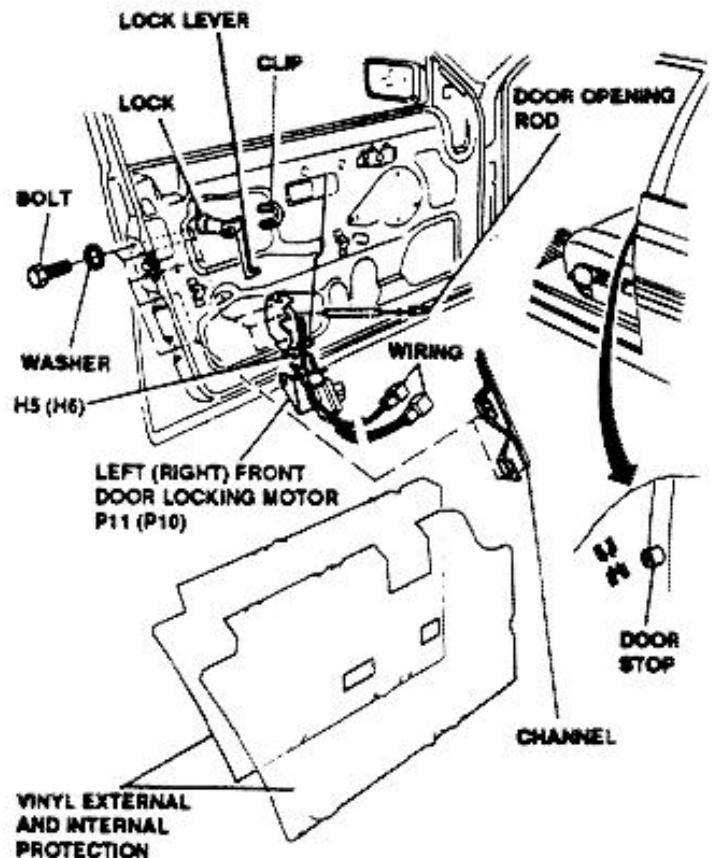 LOCK LEVER
CLIP
LOCK
DOOR OPENING
ROD
BOLT
WASHER
WIRING
H5 (H6)
LEFT (RIGHT) FRONT
DOOR LOCKING MOTOR
P11 (P10)
DOOR
STOP
CHANNEL
VINYL EXTERNAL
AND INTERNAL
PROTECTION